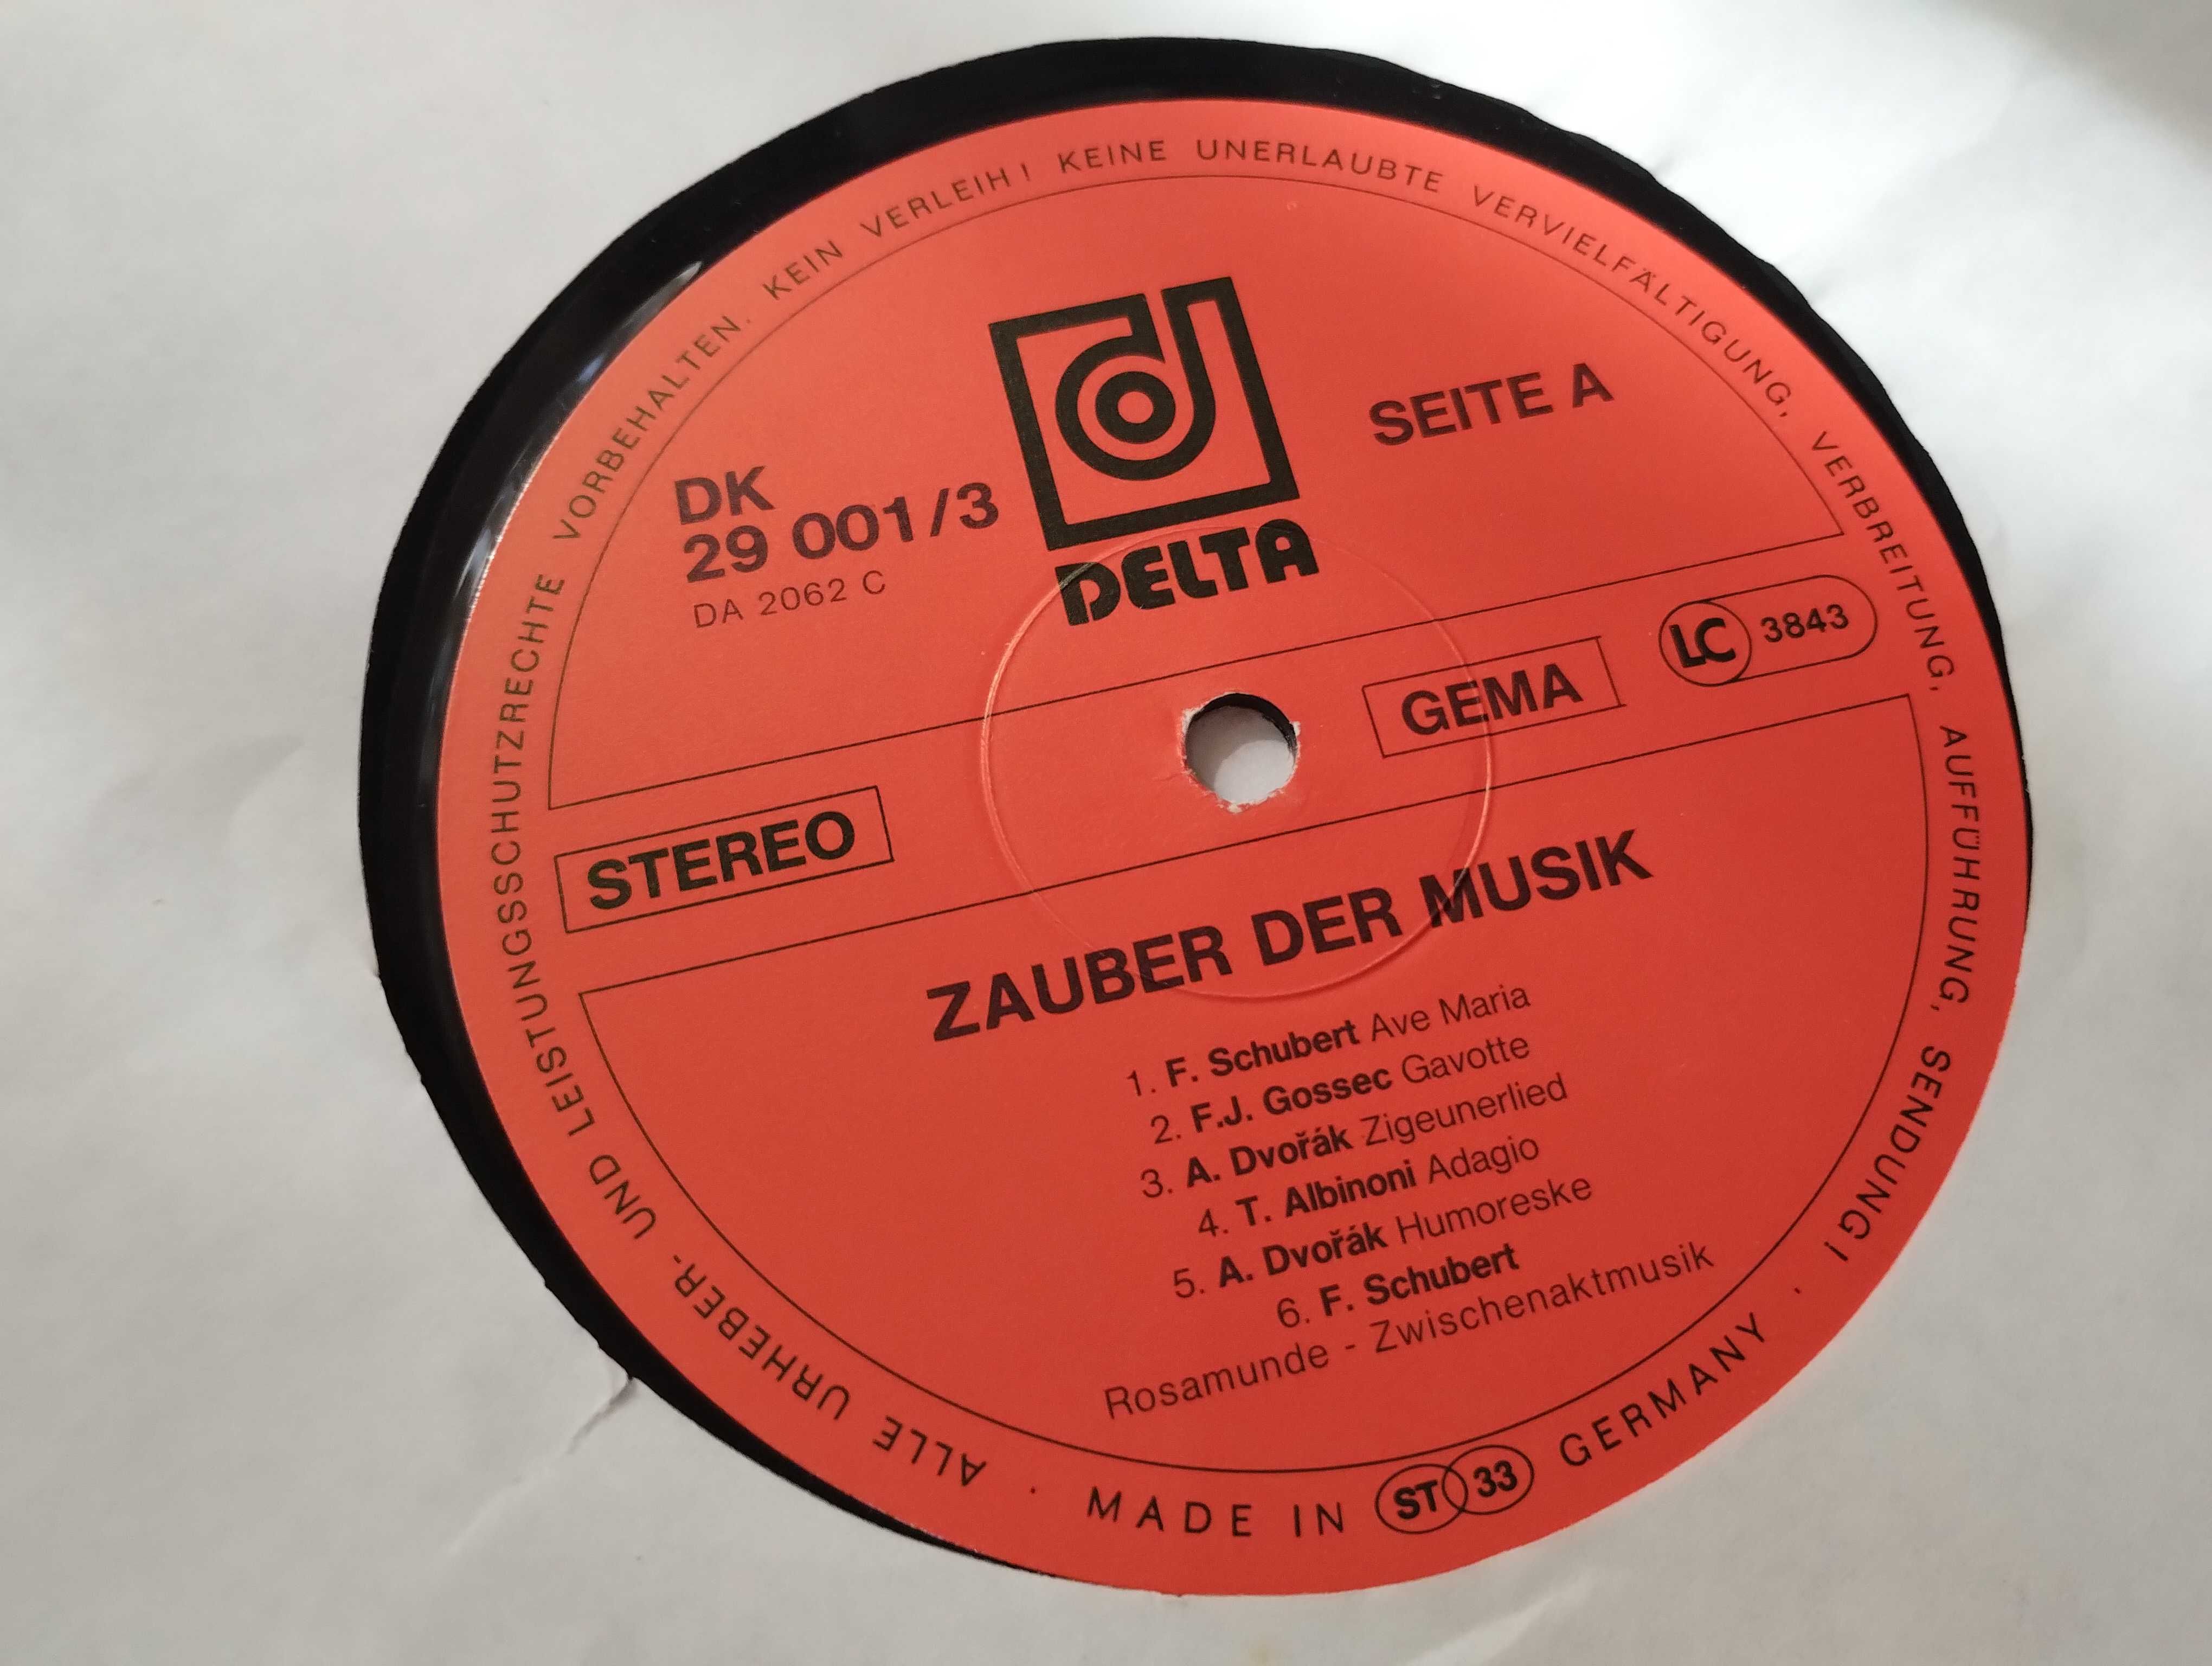 ALLE URHEBER- UND LEISTUNGSSCHUTZRECHTE VORBEHALTEN. KEIN VERLEIH! KEINE UNERLAUBTE VERVIELFÄLTIGUNG, VERBREITUNG, AUFFÜHRUNG, SENDUNG!
DELTA
SEITE A
DK
29 001/3
DA 2062 C
STEREO
GEMA
LC 3843
ZAUBER DER MUSIK
1. F. Schubert Ave Maria
2. F.J. Gossec Gavotte
3. A. Dvořák Zigeunerlied
4. T. Albinoni Adagio
5. A. Dvořák Humoreske
6. F. Schubert
Rosamunde - Zwischenaktmusik
· MADE IN ST 33 GERMANY ·